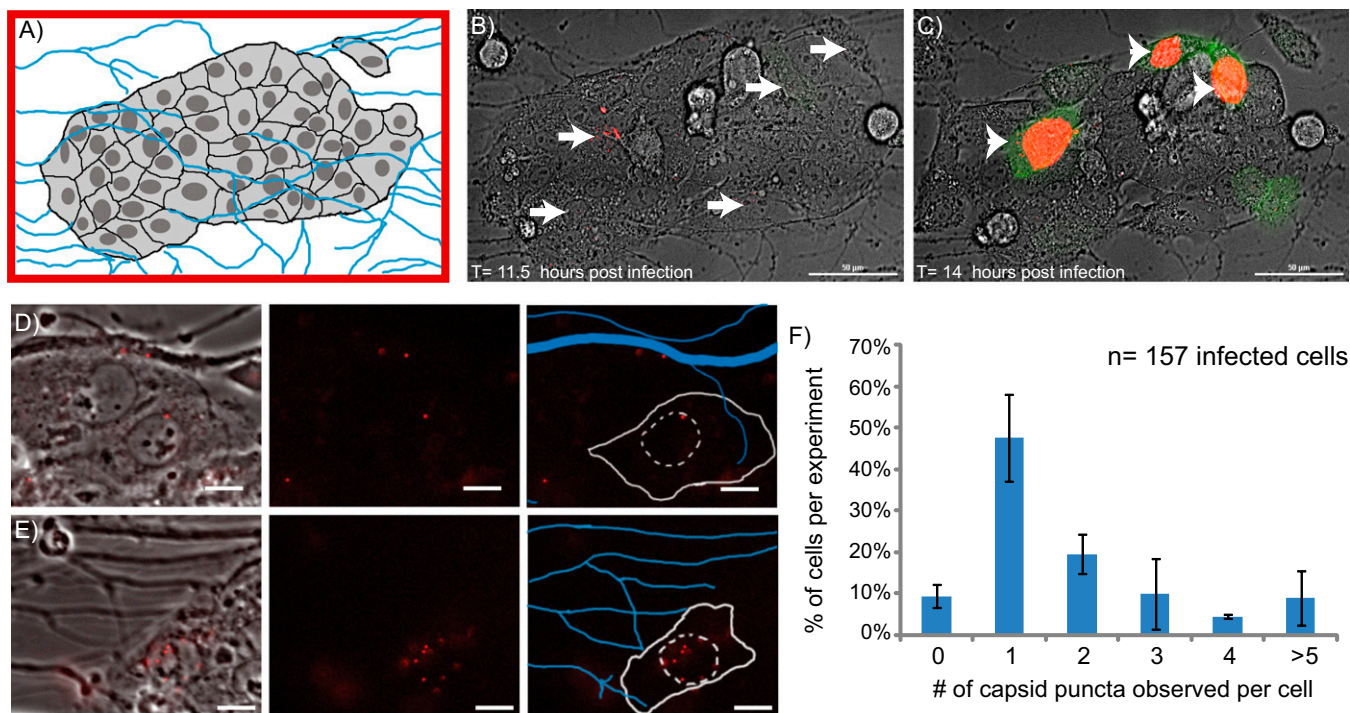 A)
B)
T= 11.5 hours post infection
50 µm
C)
T= 14 hours post infection
50 µm
D)
E)
F)
n= 157 infected cells
% of cells per experiment
70%
60%
50%
40%
30%
20%
10%
0%
0 1 2 3 4 >5
# of capsid puncta observed per cell